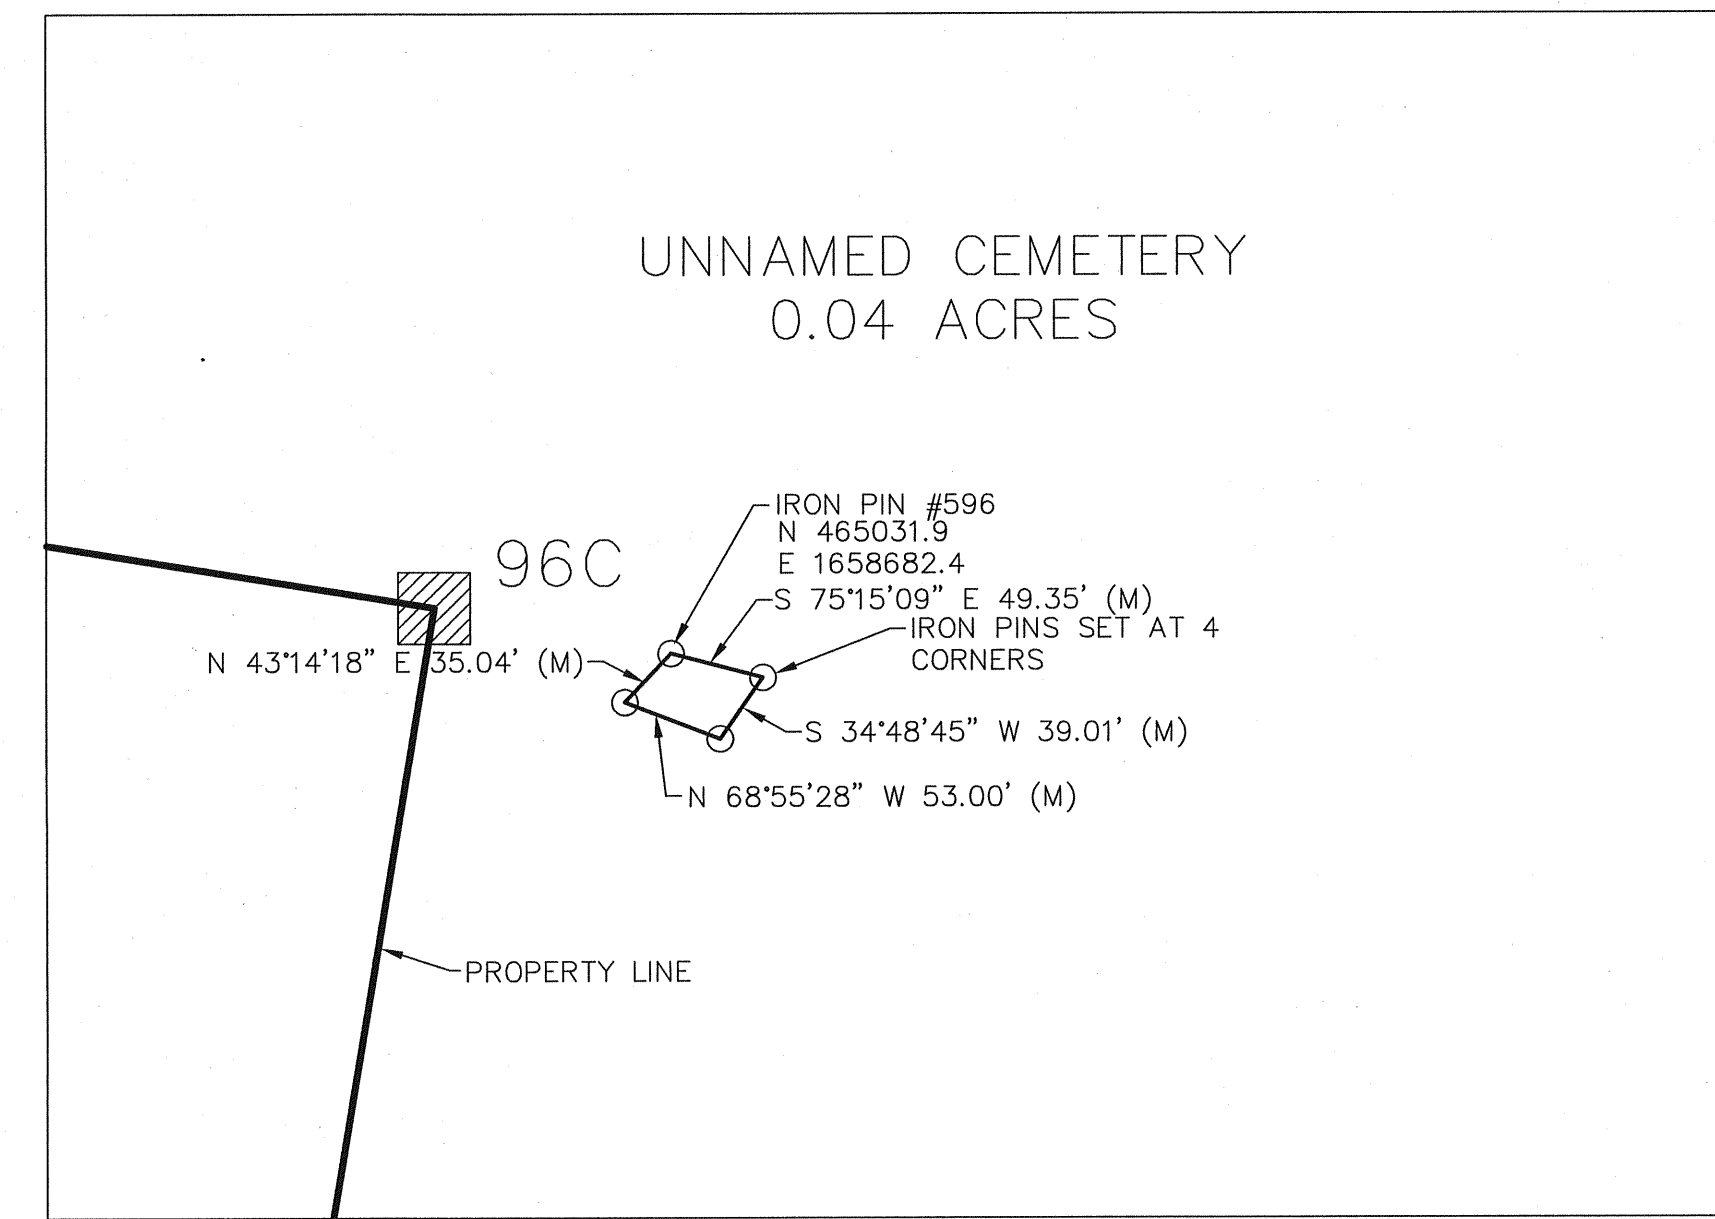 UNNAMED CEMETERY
0.04 ACRES
IRON PIN #596
N 465031.9
E 1658682.4
96C
S 75°15'09" E 49.35' (M)
IRON PINS SET AT 4
CORNERS
N 43°14'18" E 35.04' (M)
S 34°48'45" W 39.01' (M)
N 68°55'28" W 53.00' (M)
PROPERTY LINE